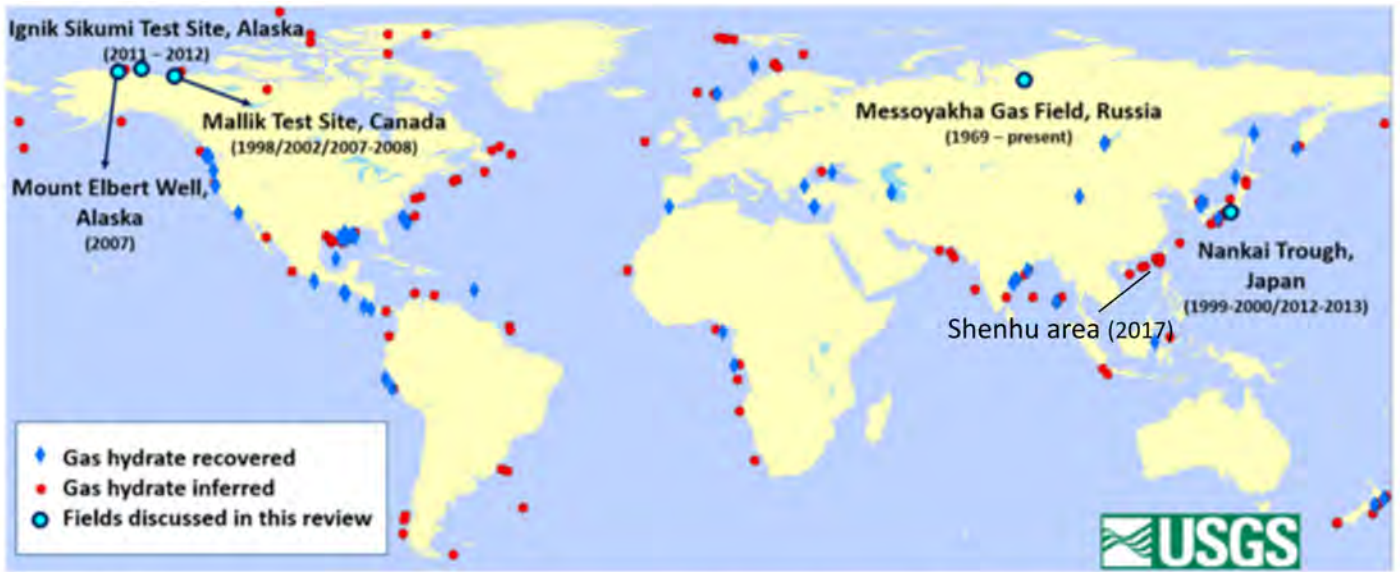 Ignik Sikumi Test Site, Alaska
(2011 – 2012)
Mallik Test Site, Canada
(1998/2002/2007-2008)
Mount Elbert Well,
Alaska
(2007)
Messoyakha Gas Field, Russia
(1969 – present)
Nankai Trough,
Japan
(1999-2000/2012-2013)
Shenhu area (2017)
Gas hydrate recovered
Gas hydrate inferred
Fields discussed in this review
USGS